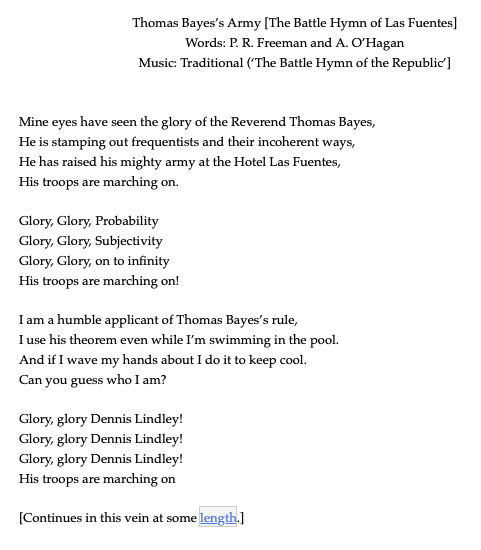 Thomas Bayes’s Army [The Battle Hymn of Las Fuentes]
Words: P. R. Freeman and A. O’Hagan
Music: Traditional (‘The Battle Hymn of the Republic’]
Mine eyes have seen the glory of the Reverend Thomas Bayes,
He is stamping out frequentists and their incoherent ways,
He has raised his mighty army at the Hotel Las Fuentes,
His troops are marching on.
Glory, Glory, Probability
Glory, Glory, Subjectivity
Glory, Glory, on to infinity
His troops are marching on!
I am a humble applicant of Thomas Bayes’s rule,
I use his theorem even while I’m swimming in the pool.
And if I wave my hands about I do it to keep cool.
Can you guess who I am?
Glory, glory Dennis Lindley!
Glory, glory Dennis Lindley!
Glory, glory Dennis Lindley!
His troops are marching on
[Continues in this vein at some length.]